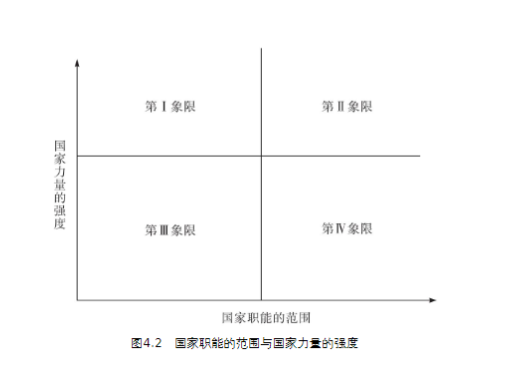 第Ⅰ象限
第Ⅱ象限
国家力量的强度
第Ⅲ象限
第Ⅳ象限
国家职能的范围
图4.2 国家职能的范围与国家力量的强度